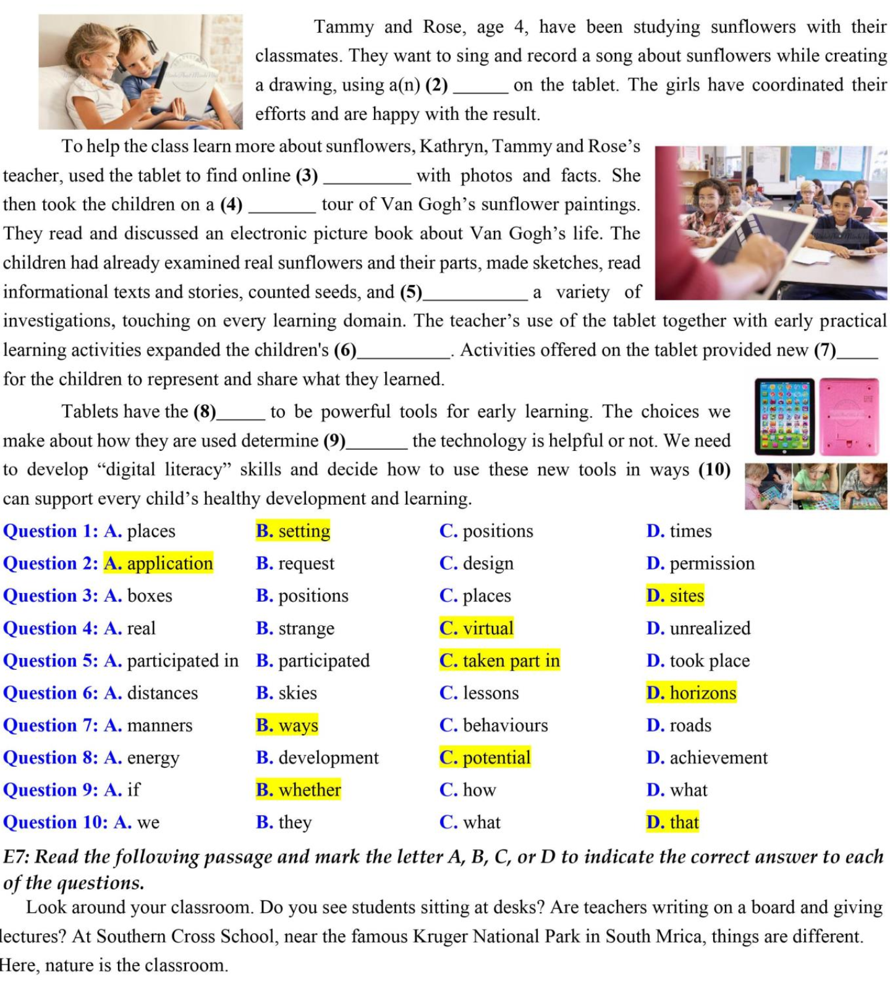 Tammy and Rose, age 4, have been studying sunflowers with their
classmates. They want to sing and record a song about sunflowers while creating
a drawing, using a(n) (2) ______ on the tablet. The girls have coordinated their
efforts and are happy with the result.
To help the class learn more about sunflowers, Kathryn, Tammy and Rose’s
teacher, used the tablet to find online (3) _________ with photos and facts. She
then took the children on a (4) _______ tour of Van Gogh’s sunflower paintings.
They read and discussed an electronic picture book about Van Gogh’s life. The
children had already examined real sunflowers and their parts, made sketches, read
informational texts and stories, counted seeds, and (5)___________ a variety of
investigations, touching on every learning domain. The teacher’s use of the tablet together with early practical
learning activities expanded the children's (6)__________. Activities offered on the tablet provided new (7)____
for the children to represent and share what they learned.
Tablets have the (8)_____ to be powerful tools for early learning. The choices we
make about how they are used determine (9)______ the technology is helpful or not. We need
to develop “digital literacy” skills and decide how to use these new tools in ways (10)
can support every child’s healthy development and learning.
Question 1: A. places B. setting C. positions D. times
Question 2: A. application B. request C. design D. permission
Question 3: A. boxes B. positions C. places D. sites
Question 4: A. real B. strange C. virtual D. unrealized
Question 5: A. participated in B. participated C. taken part in D. took place
Question 6: A. distances B. skies C. lessons D. horizons
Question 7: A. manners B. ways C. behaviours D. roads
Question 8: A. energy B. development C. potential D. achievement
Question 9: A. if B. whether C. how D. what
Question 10: A. we B. they C. what D. that
E7: Read the following passage and mark the letter A, B, C, or D to indicate the correct answer to each
of the questions.
Look around your classroom. Do you see students sitting at desks? Are teachers writing on a board and giving
lectures? At Southern Cross School, near the famous Kruger National Park in South Mrica, things are different.
Here, nature is the classroom.